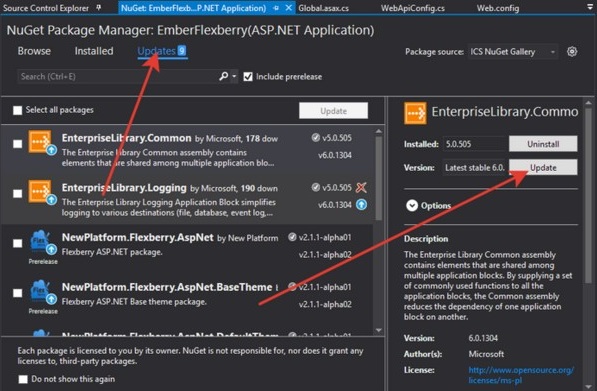 Source Control Explorer
NuGet: EmberFlexb...P.NET Application)
Global.asax.cs
WebApiConfig.cs
Web.config
NuGet Package Manager: EmberFlexberry(ASP.NET Application)
Browse
Installed
Updates 9
Package source:
ICS NuGet Gallery
Search (Ctrl+E)
Include prerelease
Select all packages
Update
EnterpriseLibrary.Common by Microsoft, 178 dow
v5.0.505
The Enterprise Library Common assembly contains
elements that are shared among multiple application blo...
v6.0.1304
EnterpriseLibrary.Logging by Microsoft, 190 down
v5.0.505
The Enterprise Library Logging Application Block simplifies
logging to various destinations (file, database, event log,...
v6.0.1304
NewPlatform.Flexberry.AspNet by New Platform
v2.1.1-alpha01
Flexberry ASP.NET package.
v2.1.1-alpha02
Prerelease
NewPlatform.Flexberry.AspNet.BaseTheme
v2.1.1-alpha01
Flexberry ASP.NET Base theme package.
v2.1.1-alpha02
Prerelease
NewPlatform.Flexberry.AspNet.DefaultThem
v2.1.1-alpha01
Each package is licensed to you by its owner. NuGet is not responsible for, nor does it grant any
licenses to, third-party packages.
Do not show this again
EnterpriseLibrary.Commo
Installed:
5.0.505
Uninstall
Version:
Latest stable 6.0.
Update
Options
Description
The Enterprise Library Common assembly
contains elements that are shared among
multiple application blocks. By supplying a set
of commonly used functions to all the
application blocks, the Common assembly
reduces the dependency of one application
block on another.
Version:
6.0.1304
Author(s):
Microsoft
License:
http://www.opensource.org/
licenses/ms-pl